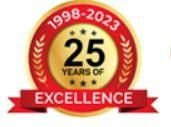 1998-2023
25
YEARS OF
EXCELLENCE